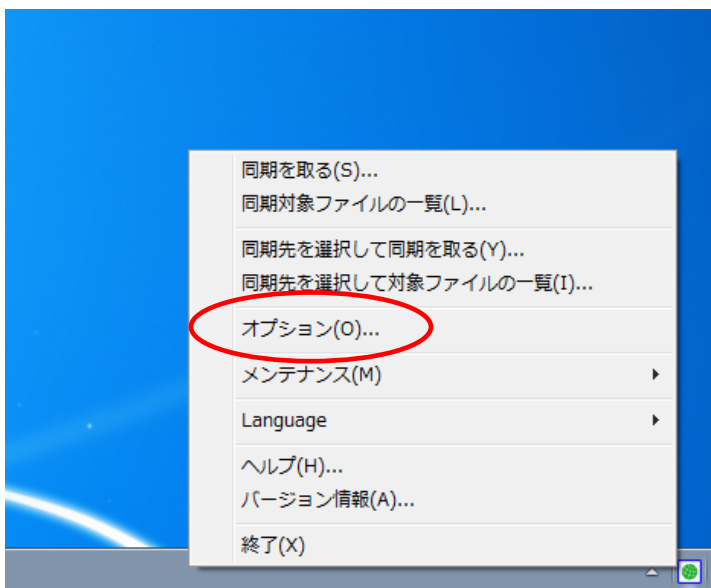 同期を取る(S)...
同期対象ファイルの一覧(L)...
同期先を選択して同期を取る(Y)...
同期先を選択して対象ファイルの一覧(I)...
オプション(O)...
メンテナンス(M)
Language
ヘルプ(H)...
バージョン情報(A)...
終了(X)